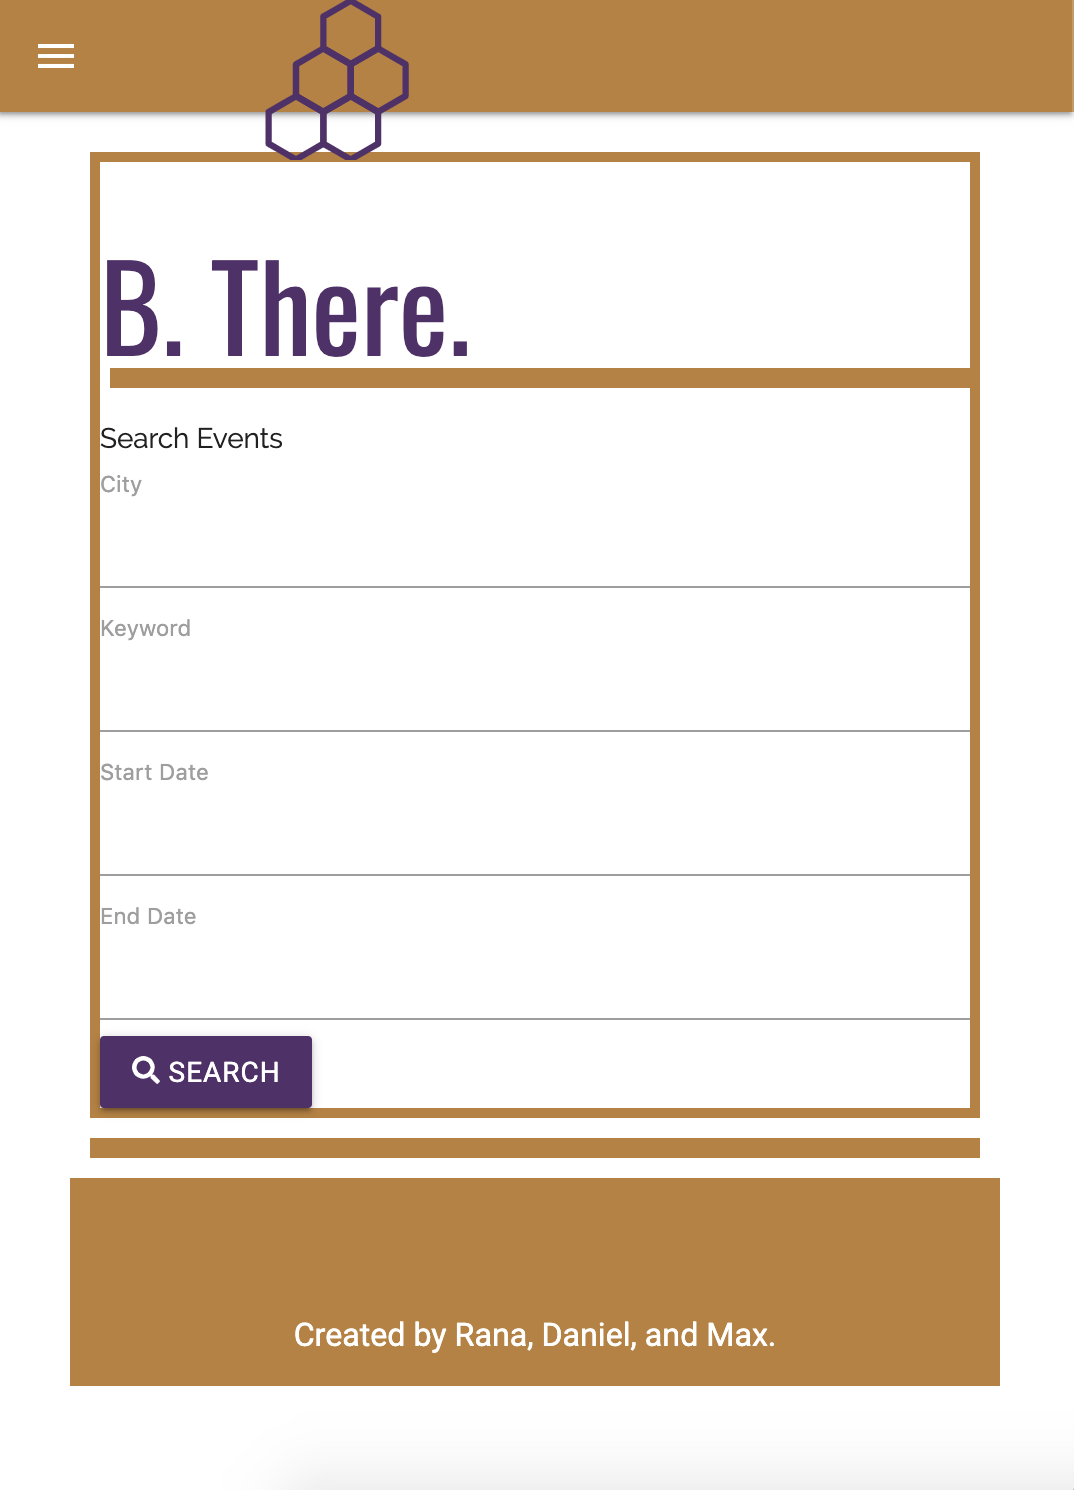 B. There.
Search Events
City
Keyword
Start Date
End Date
SEARCH
Created by Rana, Daniel, and Max.